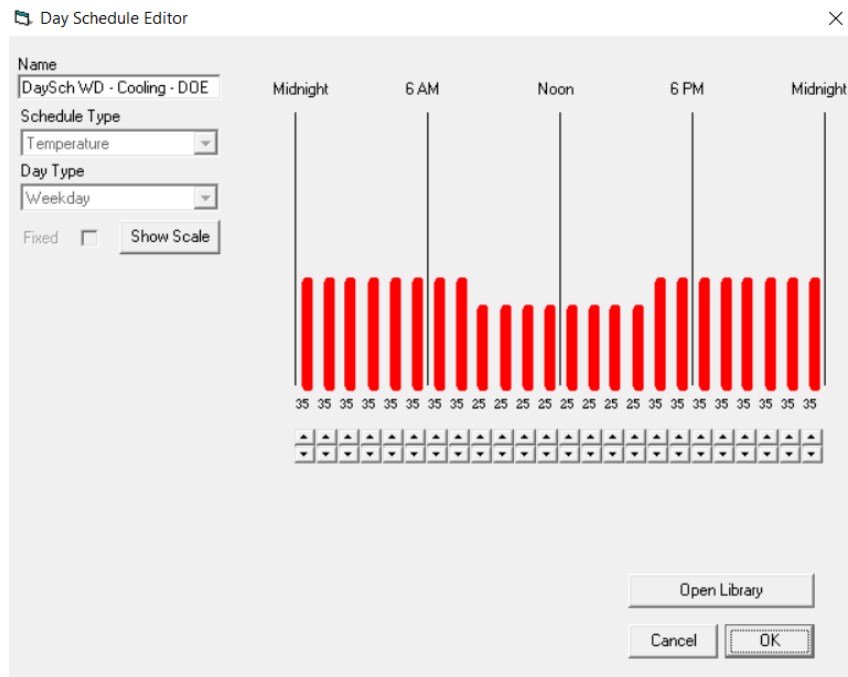 Day Schedule Editor
Name
DaySch WD - Cooling - DOE
Schedule Type
Temperature
Day Type
Weekday
Fixed
Show Scale
Midnight 6 AM Noon 6 PM Midnight
35 35 35 35 35 35 35 35 25 25 25 25 25 25 25 25 35 35 35 35 35 35 35 35
Open Library
Cancel OK